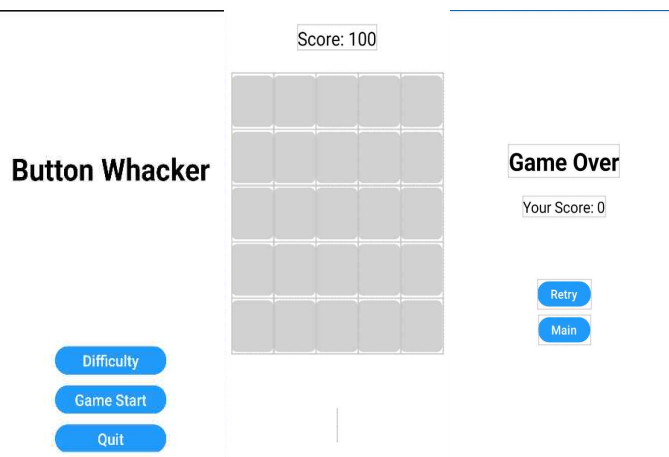 Button Whacker
Difficulty
Game Start
Quit
Score: 100
Game Over
Your Score: 0
Retry
Main